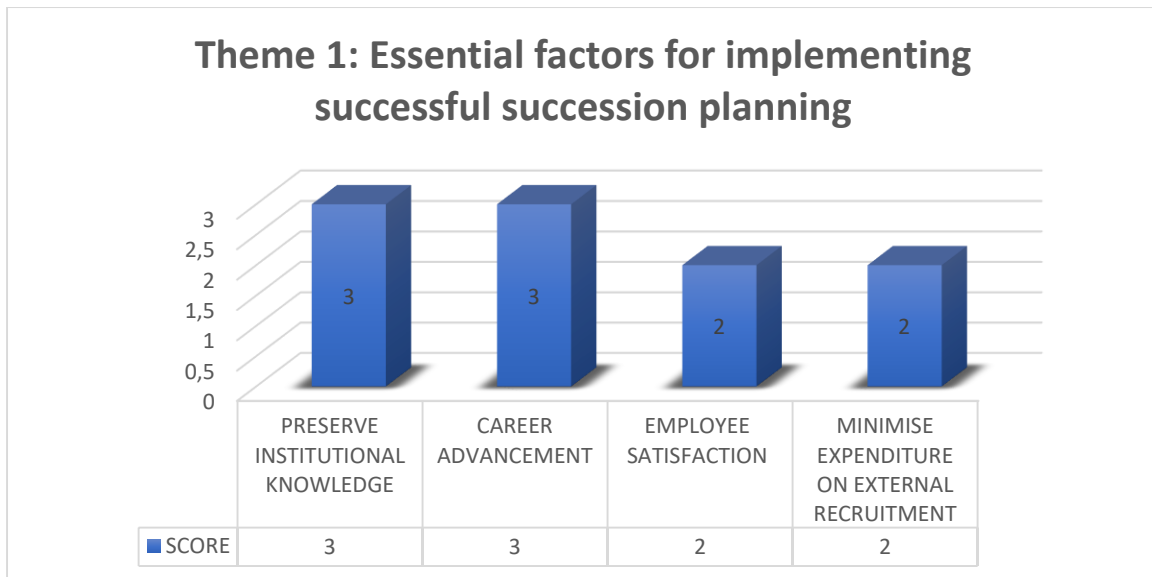 Theme 1: Essential factors for implementing
successful succession planning
3
2,5
2
1,5
1
0,5
0
3
3
2
2
PRESERVE
INSTITUTIONAL
KNOWLEDGE
CAREER
ADVANCEMENT
EMPLOYEE
SATISFACTION
MINIMISE
EXPENDITURE
ON EXTERNAL
RECRUITMENT
SCORE 3 3 2 2